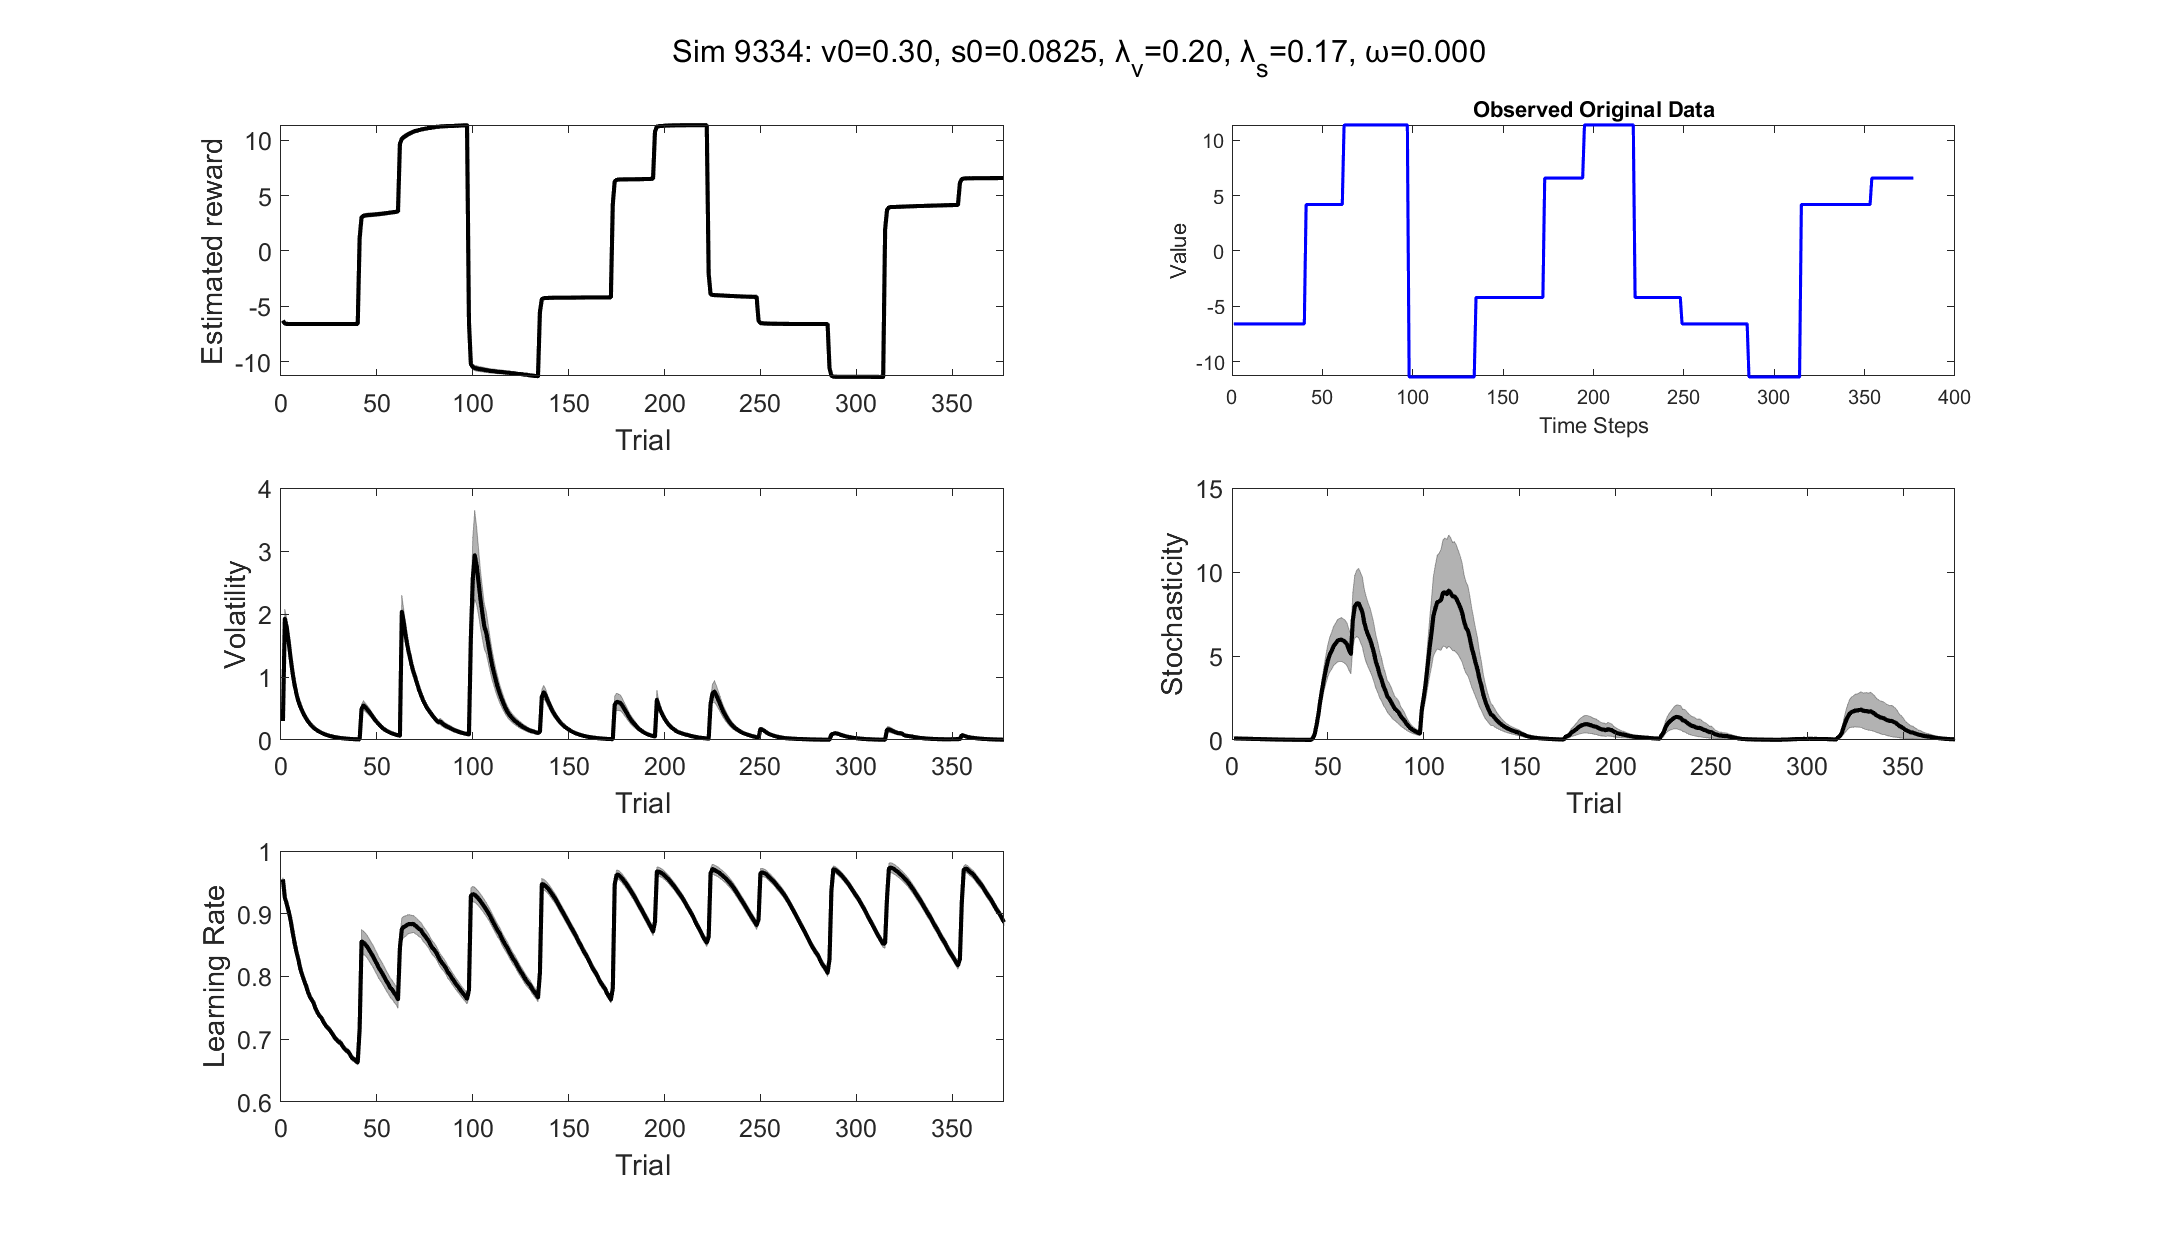 Sim 9334: v0=0.30, s0=0.0825, λ_v=0.20, λ_s=0.17, ω=0.000
Estimated reward
10
5
0
-5
-10
0 50 100 150 200 250 300 350
Trial
Observed Original Data
Value
10
5
0
-5
-10
0 50 100 150 200 250 300 350 400
Time Steps
Volatility
4
3
2
1
0
0 50 100 150 200 250 300 350
Trial
Stochasticity
15
10
5
0
0 50 100 150 200 250 300 350
Trial
Learning Rate
1
0.9
0.8
0.7
0.6
0 50 100 150 200 250 300 350
Trial